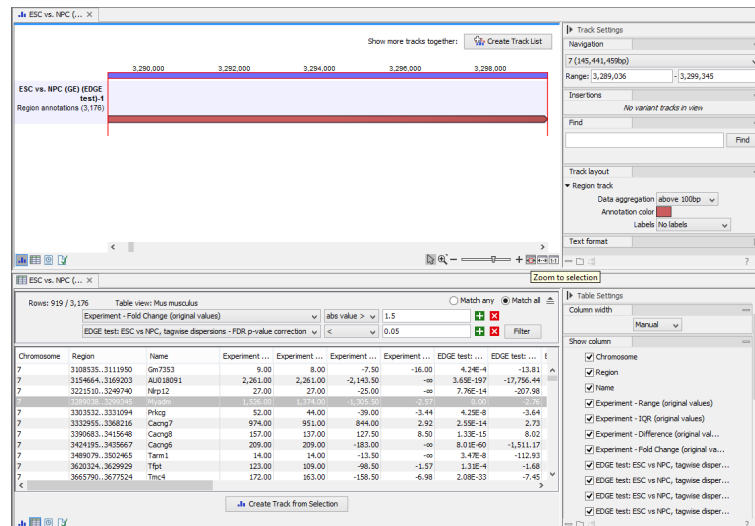 ESC vs. NPC (... ×
Show more tracks together:
Create Track List
3,290,000 3,292,000 3,294,000 3,296,000 3,298,000
ESC vs. NPC (GE) (EDGE
test)-1
Region annotations (3,176)
Track Settings
Navigation
7 (145,441,459bp)
Range: 3,289,036 - 3,299,345
Insertions
No variant tracks in view
Find
Find
Track layout
Region track
Data aggregation above 100bp
Annotation color
Labels No labels
Text format
Zoom to selection
ESC vs. NPC (... ×
Rows: 919 / 3,176 Table view: Mus musculus
Match any Match all
Experiment - Fold Change (original values) abs value > 1.5
EDGE test: ESC vs NPC, tagwise dispersions - FDR p-value correction < 0.05
Filter
Chromosome Region Name Experiment ... Experiment ... Experiment ... Experiment ... EDGE test: ... EDGE test: ... E
7 3108535..3111950 Gm7353 9.00 8.00 -7.50 -16.00 4.24E-4 -13.81
7 3154664..3169203 AU018091 2,261.00 2,261.00 -2,143.50 -∞ 3.65E-197 -17,756.44
7 3221510..3249740 Nlrp12 27.00 27.00 -25.00 -∞ 7.76E-14 -207.98
7 3289038..3299345 Myadm 1,526.00 1,374.00 -1,305.50 -2.57 0.00 -2.76
7 3303532..3331094 Prkcg 52.00 44.00 -39.00 -3.44 4.25E-8 -3.64
7 3332955..3368216 Cacng7 974.00 951.00 844.00 2.92 2.55E-14 2.73
7 3390683..3415648 Cacng8 157.00 137.00 127.50 8.50 1.33E-15 8.02
7 3424195..3435667 Cacng6 209.00 209.00 -183.00 -∞ 8.01E-60 -1,511.17
7 3489079..3502465 Tarm1 14.00 14.00 -13.50 -∞ 3.47E-8 -112.93
7 3620324..3629929 Tfpt 123.00 109.00 -98.50 -1.57 1.31E-4 -1.68
7 3665790..3677524 Tmc4 172.00 163.00 -158.50 -6.98 2.08E-33 -7.45
Create Track from Selection
Table Settings
Column width
Manual
Show column
Chromosome
Region
Name
Experiment - Range (original values)
Experiment - IQR (original values)
Experiment - Difference (original val...
Experiment - Fold Change (original va...
EDGE test: ESC vs NPC, tagwise disper...
EDGE test: ESC vs NPC, tagwise disper...
EDGE test: ESC vs NPC, tagwise disper...
EDGE test: ESC vs NPC, tagwise disper...